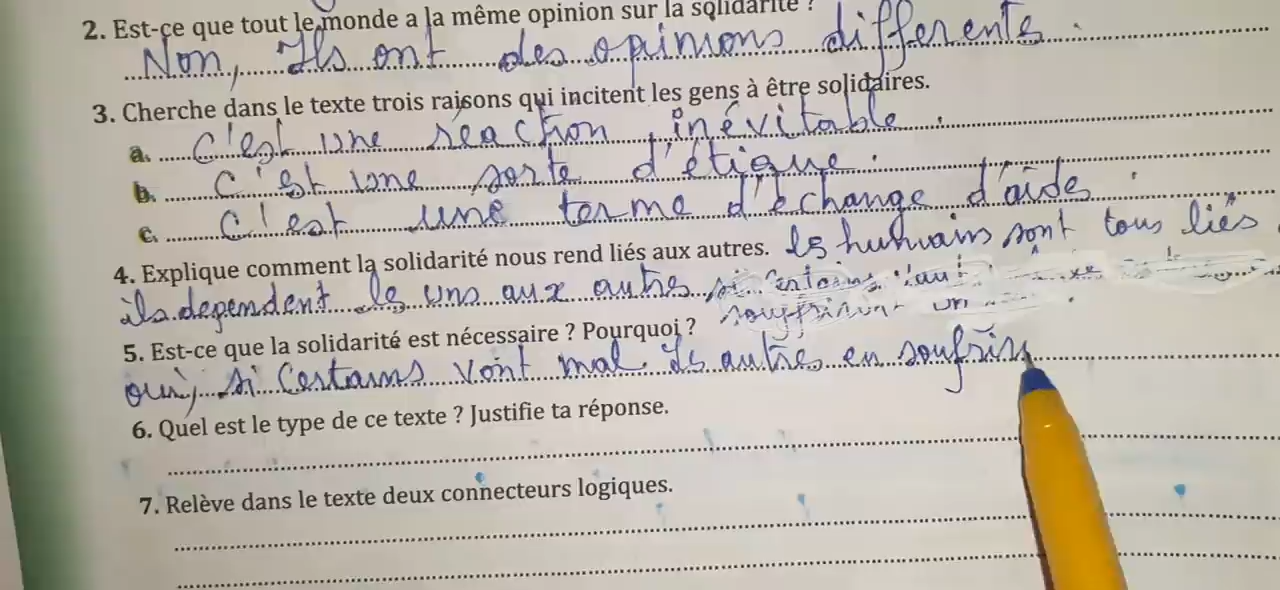 2. Est-ce que tout le monde a la même opinion sur la solidarité ?
Non, Ils ont des opinions differents.
3. Cherche dans le texte trois raisons qui incitent les gens à être solidaires.
a. C'est une réaction inévitable.
b. C'est une sorte d'étique.
c. C'est une terme d'échange d'aide.
4. Explique comment la solidarité nous rend liés aux autres. les humains sont tous liés
ils dependent les uns aux autres
5. Est-ce que la solidarité est nécessaire ? Pourquoi ?
oui, si Certains vont mal. les autres en soufrir
6. Quel est le type de ce texte ? Justifie ta réponse.
7. Relève dans le texte deux connecteurs logiques.